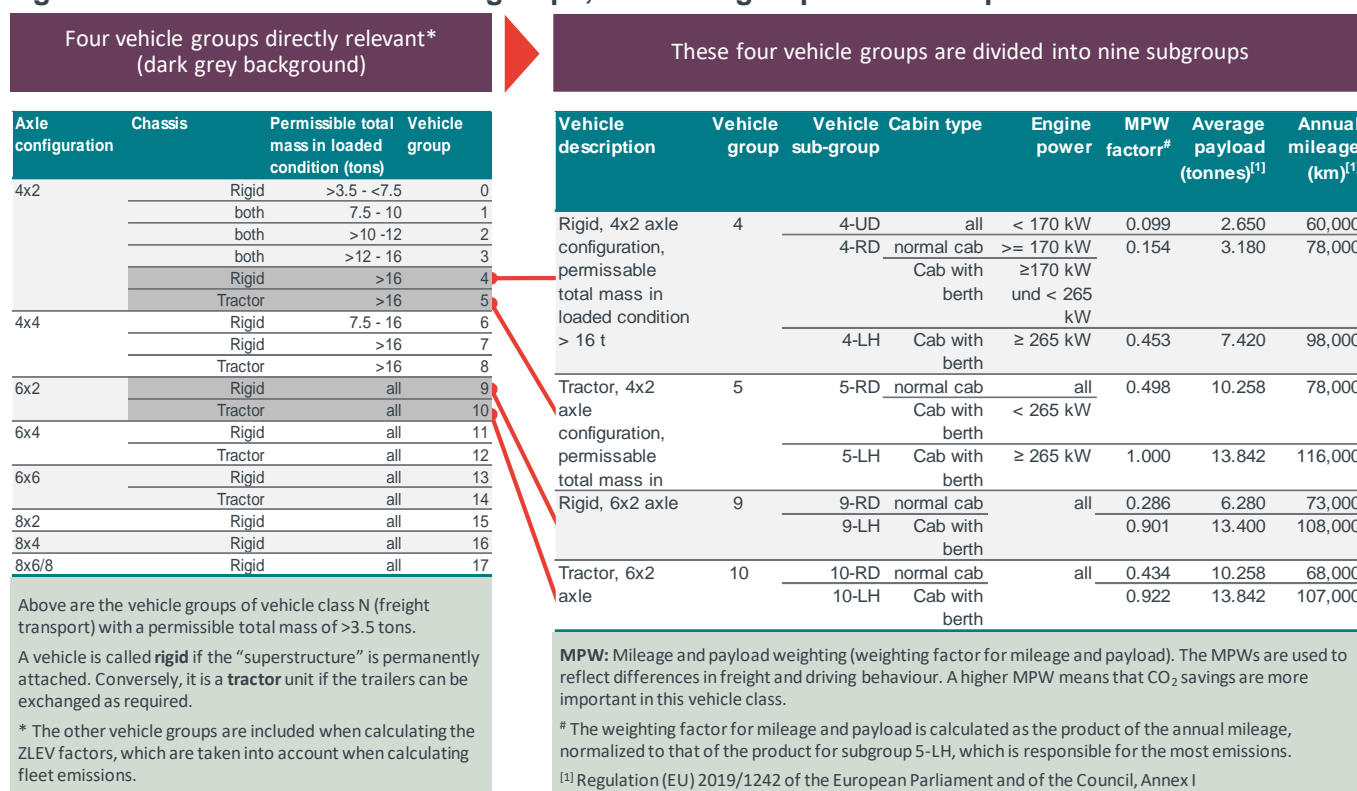 Four vehicle groups directly relevant*
(dark grey background)
These four vehicle groups are divided into nine subgroups
Axle configuration Chassis Permissible total mass in loaded condition (tons) Vehicle group
4x2 Rigid >3.5 - <7.5 0
both 7.5 - 10 1
both >10 -12 2
both >12 - 16 3
Rigid >16 4
Tractor >16 5
4x4 Rigid 7.5 - 16 6
Rigid >16 7
Tractor >16 8
6x2 Rigid all 9
Tractor all 10
6x4 Rigid all 11
Tractor all 12
6x6 Rigid all 13
Tractor all 14
8x2 Rigid all 15
8x4 Rigid all 16
8x6/8 Rigid all 17
Above are the vehicle groups of vehicle class N (freight
transport) with a permissible total mass of >3.5 tons.
A vehicle is called rigid if the “superstructure” is permanently
attached. Conversely, it is a tractor unit if the trailers can be
exchanged as required.
* The other vehicle groups are included when calculating the
ZLEV factors, which are taken into account when calculating
fleet emissions.
Vehicle Vehicle Vehicle Cabin type Engine MPW Average Annual
description group sub-group power factorr# payload mileage
(tonnes)[1] (km)[1]
Rigid, 4x2 axle 4 4-UD all < 170 kW 0.099 2.650 60,000
configuration, 4-RD normal cab >= 170 kW 0.154 3.180 78,000
permissable Cab with ≥170 kW
total mass in berth und < 265
loaded condition kW
> 16 t 4-LH Cab with ≥ 265 kW 0.453 7.420 98,000
berth
Tractor, 4x2 5 5-RD normal cab all 0.498 10.258 78,000
axle Cab with < 265 kW
configuration, berth
permissable 5-LH Cab with ≥ 265 kW 1.000 13.842 116,000
total mass in berth
Rigid, 6x2 axle 9 9-RD normal cab all 0.286 6.280 73,000
9-LH Cab with 0.901 13.400 108,000
berth
Tractor, 6x2 10 10-RD normal cab all 0.434 10.258 68,000
axle 10-LH Cab with 0.922 13.842 107,000
berth
MPW: Mileage and payload weighting (weighting factor for mileage and payload). The MPWs are used to
reflect differences in freight and driving behaviour. A higher MPW means that CO2 savings are more
important in this vehicle class.
# The weighting factor for mileage and payload is calculated as the product of the annual mileage,
normalized to that of the product for subgroup 5-LH, which is responsible for the most emissions.
[1] Regulation (EU) 2019/1242 of the European Parliament and of the Council, Annex I